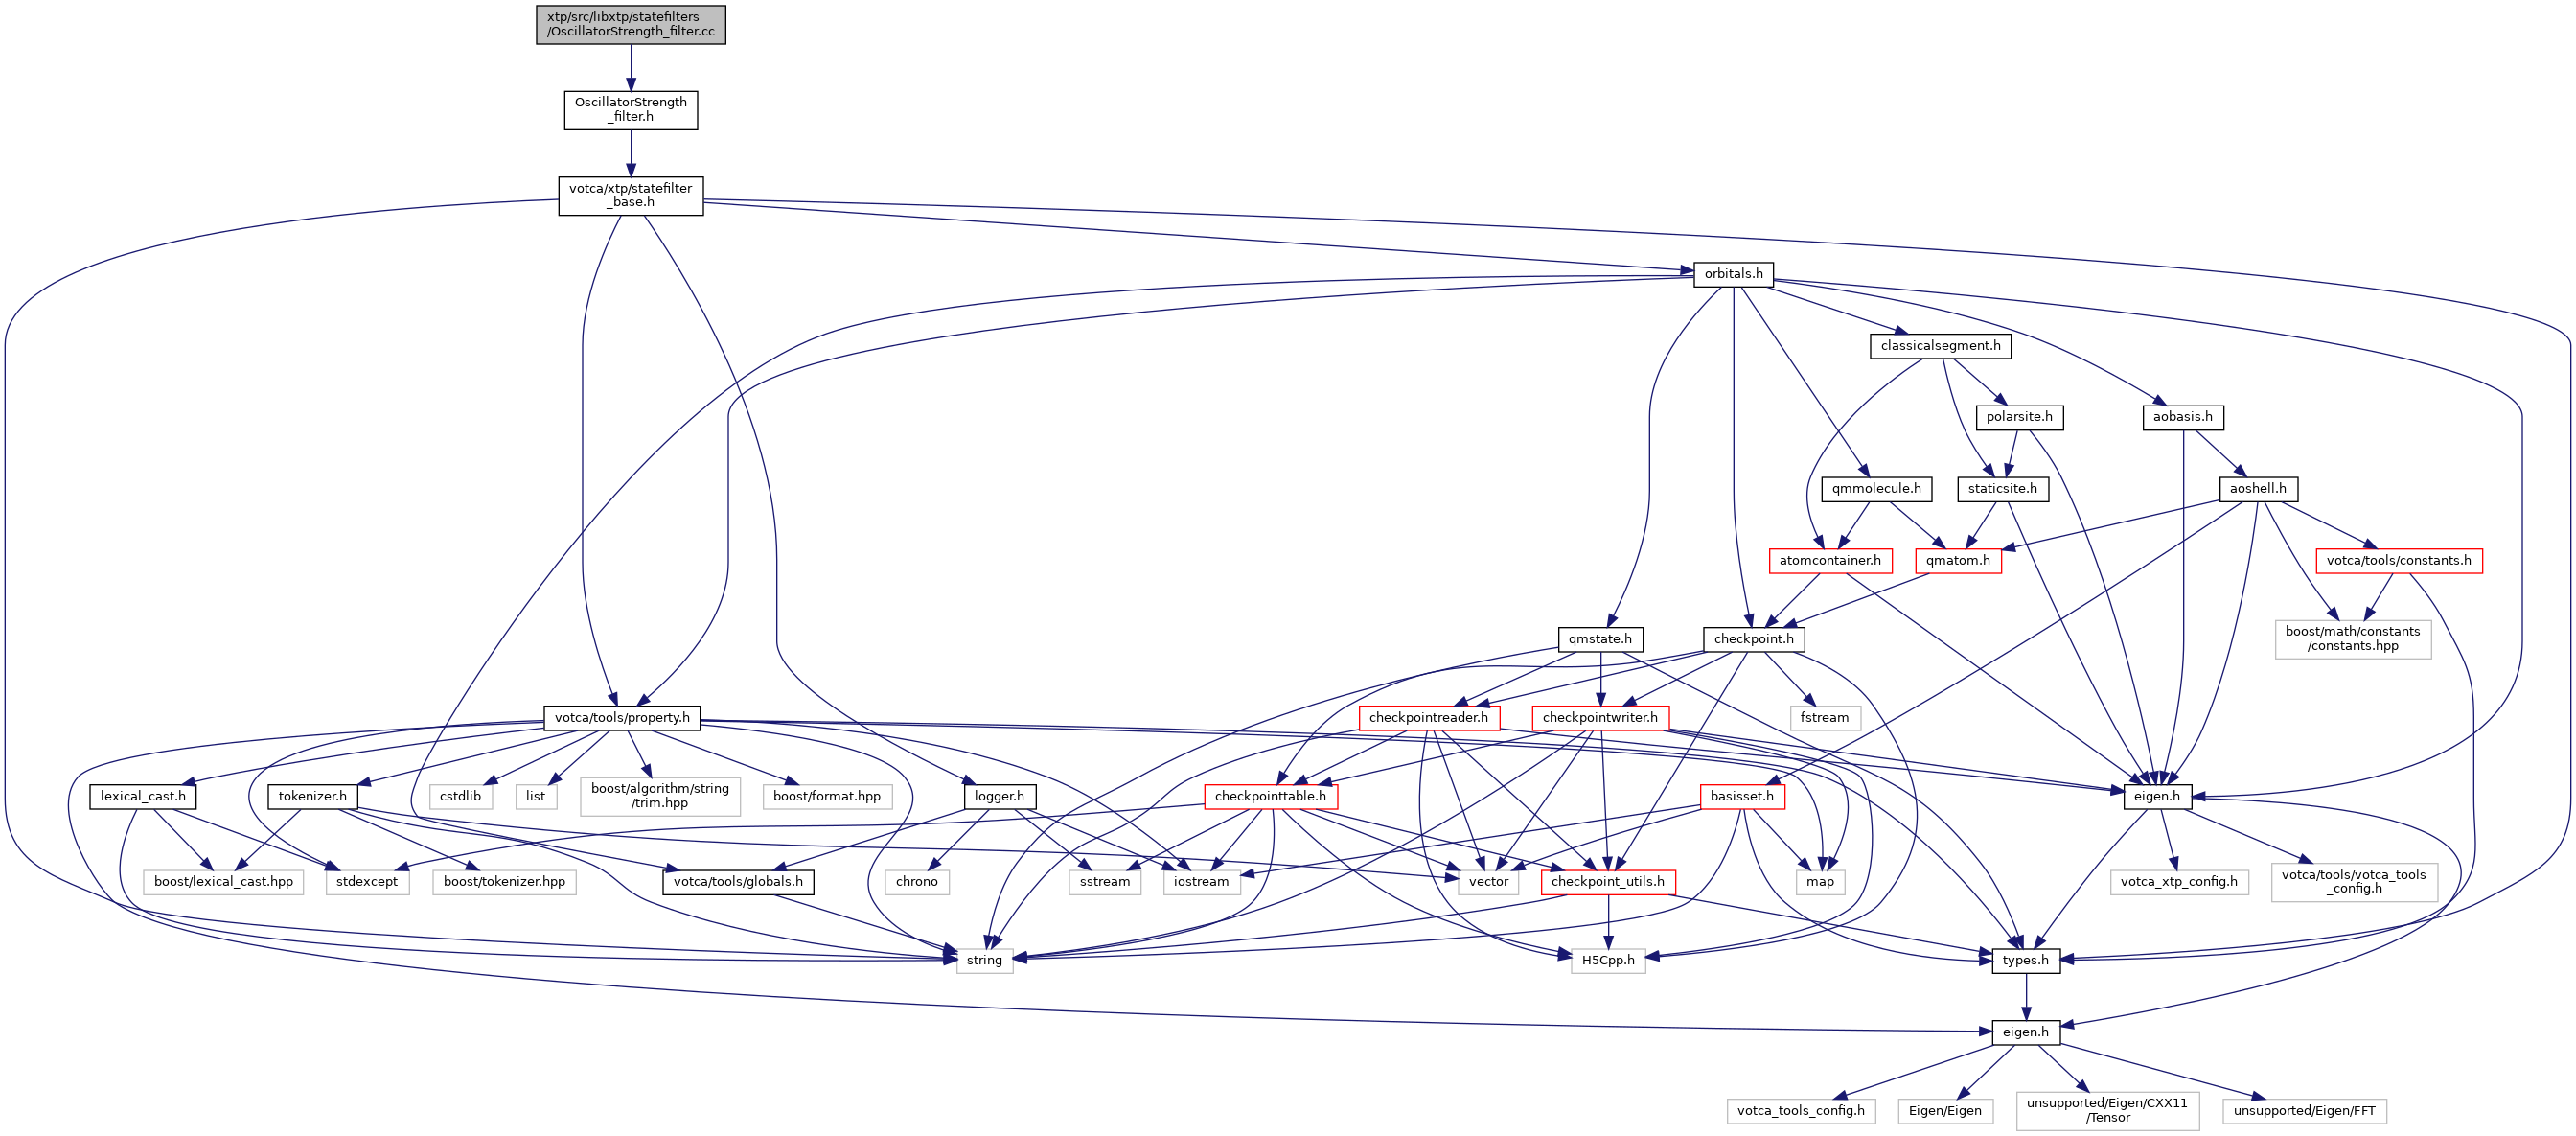 xtp/src/libxtp/statefilters
/OscillatorStrength_filter.cc
OscillatorStrength
_filter.h
votca/xtp/statefilter
_base.h
orbitals.h
classicalsegment.h
polarsite.h
aobasis.h
qmmolecule.h
staticsite.h
aoshell.h
atomcontainer.h
qmatom.h
votca/tools/constants.h
qmstate.h
checkpoint.h
boost/math/constants
/constants.hpp
votca/tools/property.h
checkpointreader.h
checkpointwriter.h
fstream
lexical_cast.h
tokenizer.h
cstdlib
list
boost/algorithm/string
/trim.hpp
boost/format.hpp
logger.h
checkpointtable.h
basisset.h
eigen.h
boost/lexical_cast.hpp
stdexcept
boost/tokenizer.hpp
votca/tools/globals.h
chrono
sstream
iostream
vector
checkpoint_utils.h
map
votca_xtp_config.h
votca/tools/votca_tools
_config.h
string
H5Cpp.h
types.h
eigen.h
votca_tools_config.h
Eigen/Eigen
unsupported/Eigen/CXX11
/Tensor
unsupported/Eigen/FFT